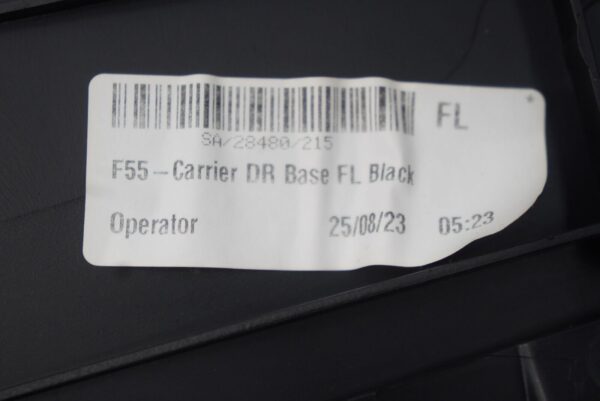 FL
SA/28480/215
F55-Carrier DR Base FL Black
Operator 25/08/23 05:23